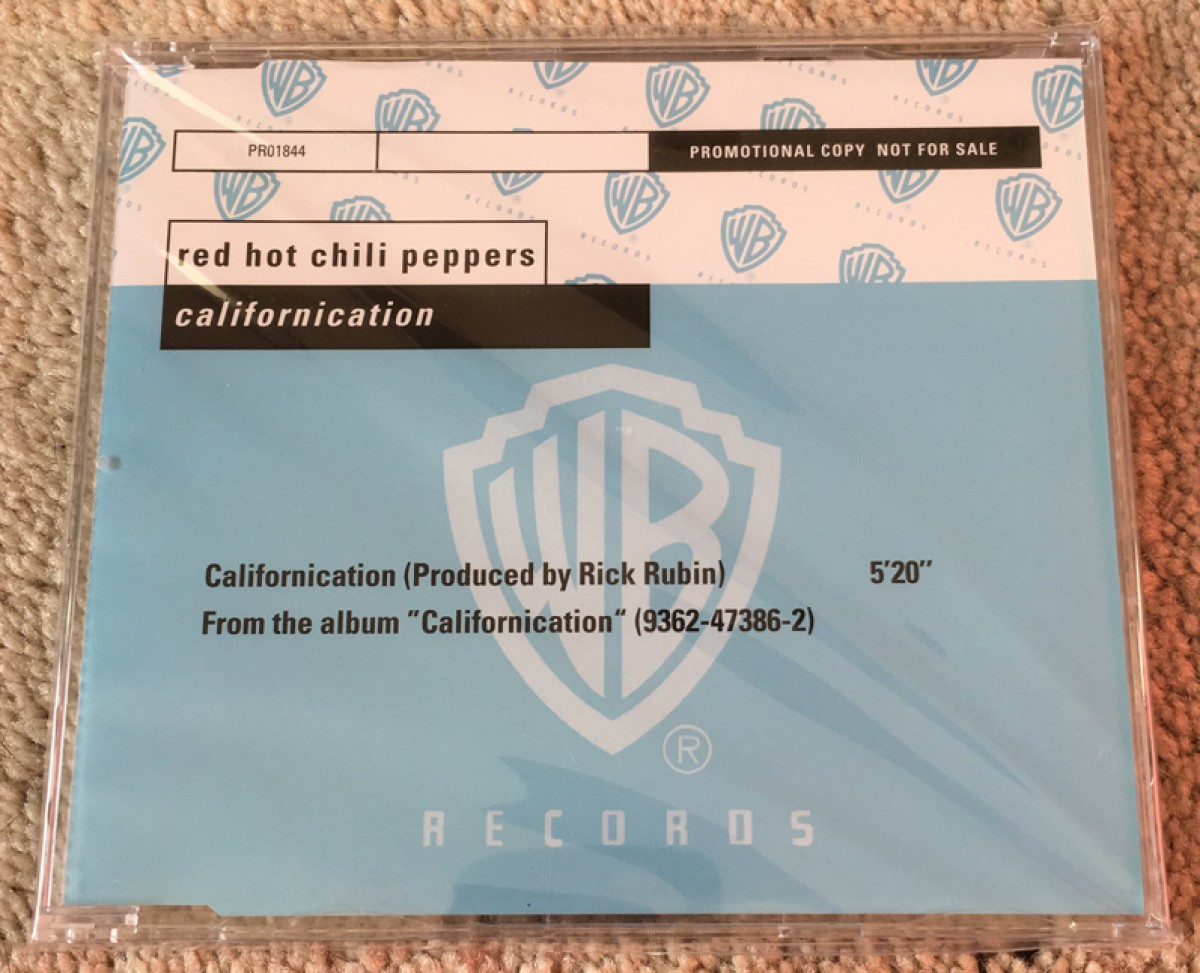 PR01844
PROMOTIONAL COPY NOT FOR SALE
red hot chili peppers
californication
WB
Californication (Produced by Rick Rubin) 5'20"
From the album "Californication" (9362-47386-2)
®
RECORDS